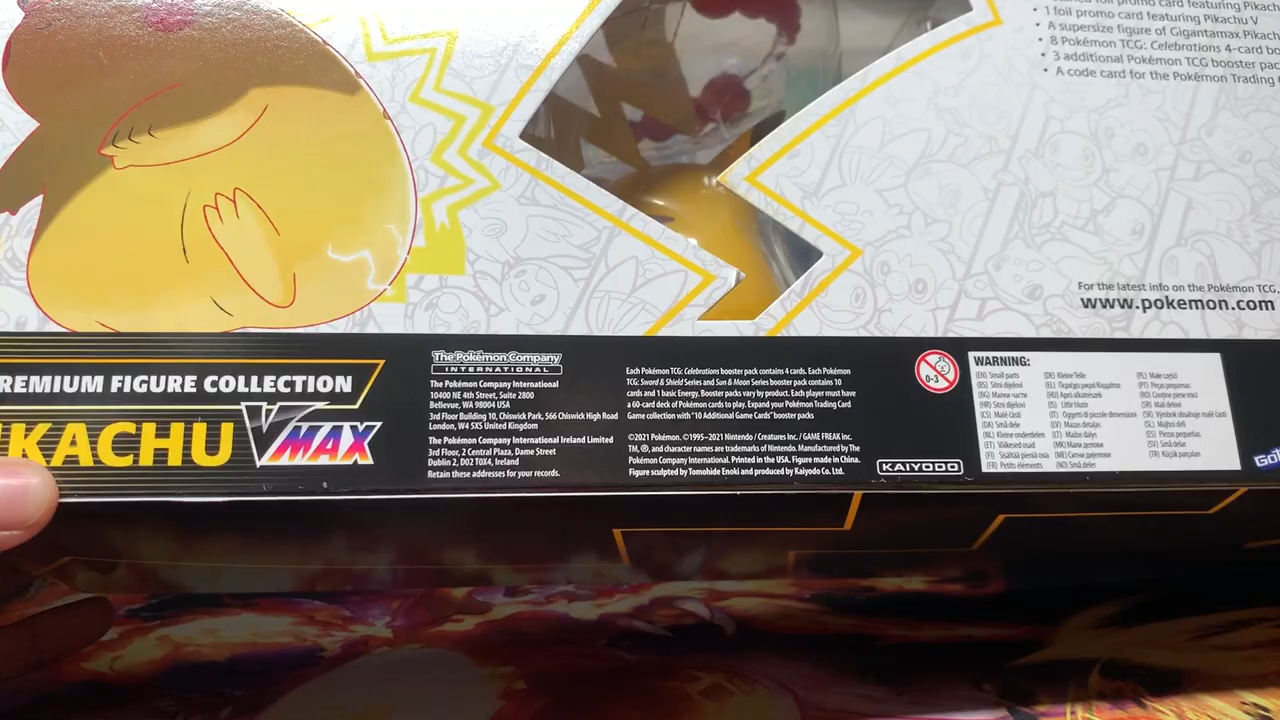 foil promo card featuring Pikach
• 1 foil promo card featuring Pikachu V
• A supersize figure of Gigantamax Pikach
• 8 Pokémon TCG: Celebrations 4-card bo
• 3 additional Pokémon TCG booster pac
• A code card for the Pokémon Trading
For the latest info on the Pokémon TCG,
www.pokemon.com
REMIUM FIGURE COLLECTION
IKACHU VMAX
The Pokémon Company
INTERNATIONAL
The Pokémon Company International
10400 NE 4th Street, Suite 2800
Bellevue, WA 98004 USA
3rd Floor Building 10, Chiswick Park, 566 Chiswick High Road
London, W4 5XS United Kingdom
The Pokémon Company International Ireland Limited
3rd Floor, 2 Central Plaza, Dame Street
Dublin 2, D02 T0X4, Ireland
Retain these addresses for your records.
Each Pokémon TCG: Celebrations booster pack contains 4 cards. Each Pokémon
TCG: Sword & Shield Series and Sun & Moon Series booster pack contains 10
cards and 1 basic Energy. Booster packs vary by product. Each player must have
a 60-card deck of Pokémon cards to play. Expand your Pokémon Trading Card
Game collection with "10 Additional Game Cards" booster packs
©2021 Pokémon. ©1995–2021 Nintendo / Creatures Inc. / GAME FREAK inc.
TM, ®, and character names are trademarks of Nintendo. Manufactured by The
Pokémon Company International. Printed in the USA. Figure made in China.
Figure sculpted by Tomohide Enoki and produced by Kaiyodo Co. Ltd.
KAIYODO
0-3
WARNING:
(EN) Small parts
(BS) Sitni dijelovi
(BG) Малки части
(HR) Sitni dijelovi
(CS) Malé části
(DA) Små dele
(NL) Kleine onderdelen
(ET) Väikesed osad
(FI) Sisältää pieniä osia
(FR) Petits éléments
(DE) Kleine Teile
(EL) Περιέχει μικρά Κομμάτια
(HU) Apró alkatrészek
(IS) Litlir hlutir
(IT) Oggetti di piccole dimensioni
(LV) Mazas detaļas
(LT) Mažos dalys
(MK) Мали делови
(ME) Ситни дијелови
(NO) Små deler
(PL) Małe części
(PT) Peças pequenas
(RO) Conține piese mici
(SR) Mali delovi
(SK) Výrobok obsahuje malé časti
(SL) Majhni deli
(ES) Piezas pequeñas
(SV) Små delar
(TR) Küçük parçaları